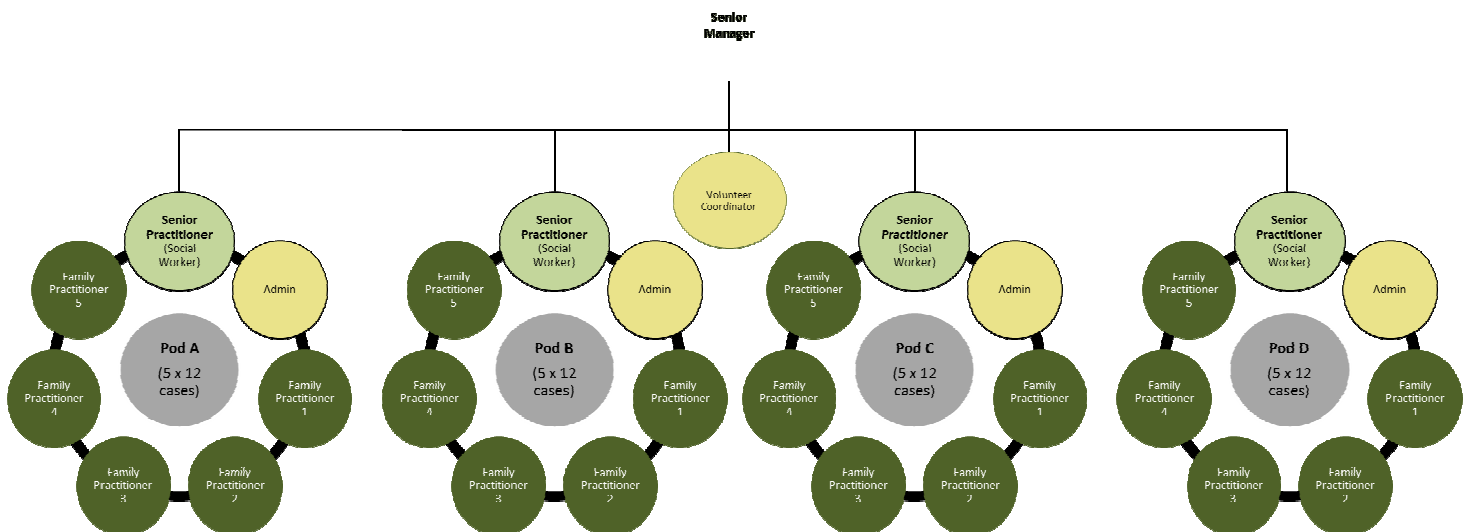 Senior
Manager
Volunteer
Coordinator
Senior
Practitioner
(Social
Worker)
Family
Practitioner
5
Admin
Pod A
(5 x 12
cases)
Family
Practitioner
4
Family
Practitioner
1
Family
Practitioner
3
Family
Practitioner
2
Senior
Practitioner
(Social
Worker)
Family
Practitioner
5
Admin
Pod B
(5 x 12
cases)
Family
Practitioner
4
Family
Practitioner
1
Family
Practitioner
3
Family
Practitioner
2
Senior
Practitioner
(Social
Worker)
Family
Practitioner
5
Admin
Pod C
(5 x 12
cases)
Family
Practitioner
4
Family
Practitioner
1
Family
Practitioner
3
Family
Practitioner
2
Senior
Practitioner
(Social
Worker)
Family
Practitioner
5
Admin
Pod D
(5 x 12
cases)
Family
Practitioner
4
Family
Practitioner
1
Family
Practitioner
3
Family
Practitioner
2